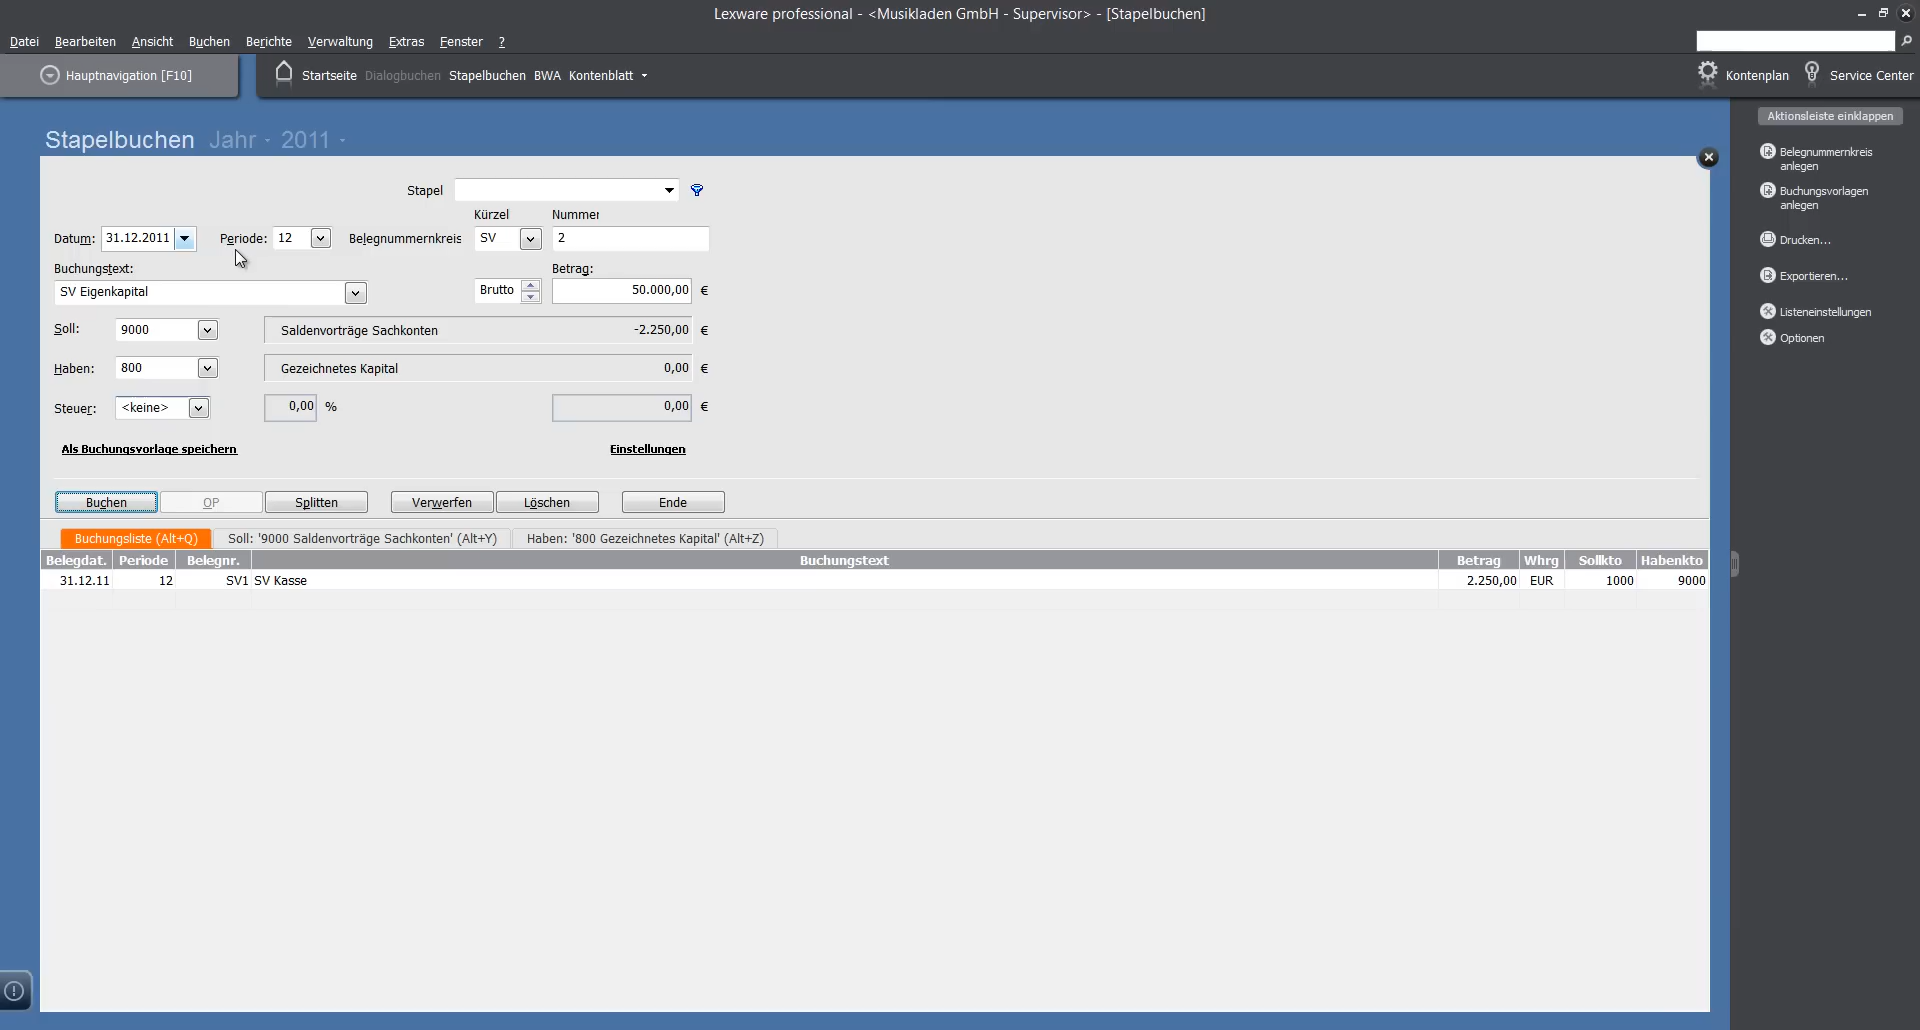 Lexware professional - <Musikladen GmbH - Supervisor> - [Stapelbuchen]
Datei Bearbeiten Ansicht Buchen Berichte Verwaltung Extras Fenster ?
Hauptnavigation [F10] Startseite Dialogbuchen Stapelbuchen BWA Kontenblatt Kontenplan Service Center
Aktionsleiste einklappen
Stapelbuchen Jahr - 2011 -
Belegnummernkreis
anlegen
Buchungsvorlagen
anlegen
Drucken...
Exportieren...
Listeneinstellungen
Optionen
Stapel
Kürzel Nummer
Datum: 31.12.2011 Periode: 12 Belegnummernkreis SV 2
Buchungstext: Betrag:
SV Eigenkapital Brutto 50.000,00 €
Soll: 9000 Saldenvorträge Sachkonten -2.250,00 €
Haben: 800 Gezeichnetes Kapital 0,00 €
Steuer: <keine> 0,00 % 0,00 €
Als Buchungsvorlage speichern Einstellungen
Buchen OP Splitten Verwerfen Löschen Ende
Buchungsliste (Alt+Q) Soll: '9000 Saldenvorträge Sachkonten' (Alt+Y) Haben: '800 Gezeichnetes Kapital' (Alt+Z)
Belegdat. Periode Belegnr. Buchungstext Betrag Whrg Sollkto Habenkto
31.12.11 12 SV1 SV Kasse 2.250,00 EUR 1000 9000